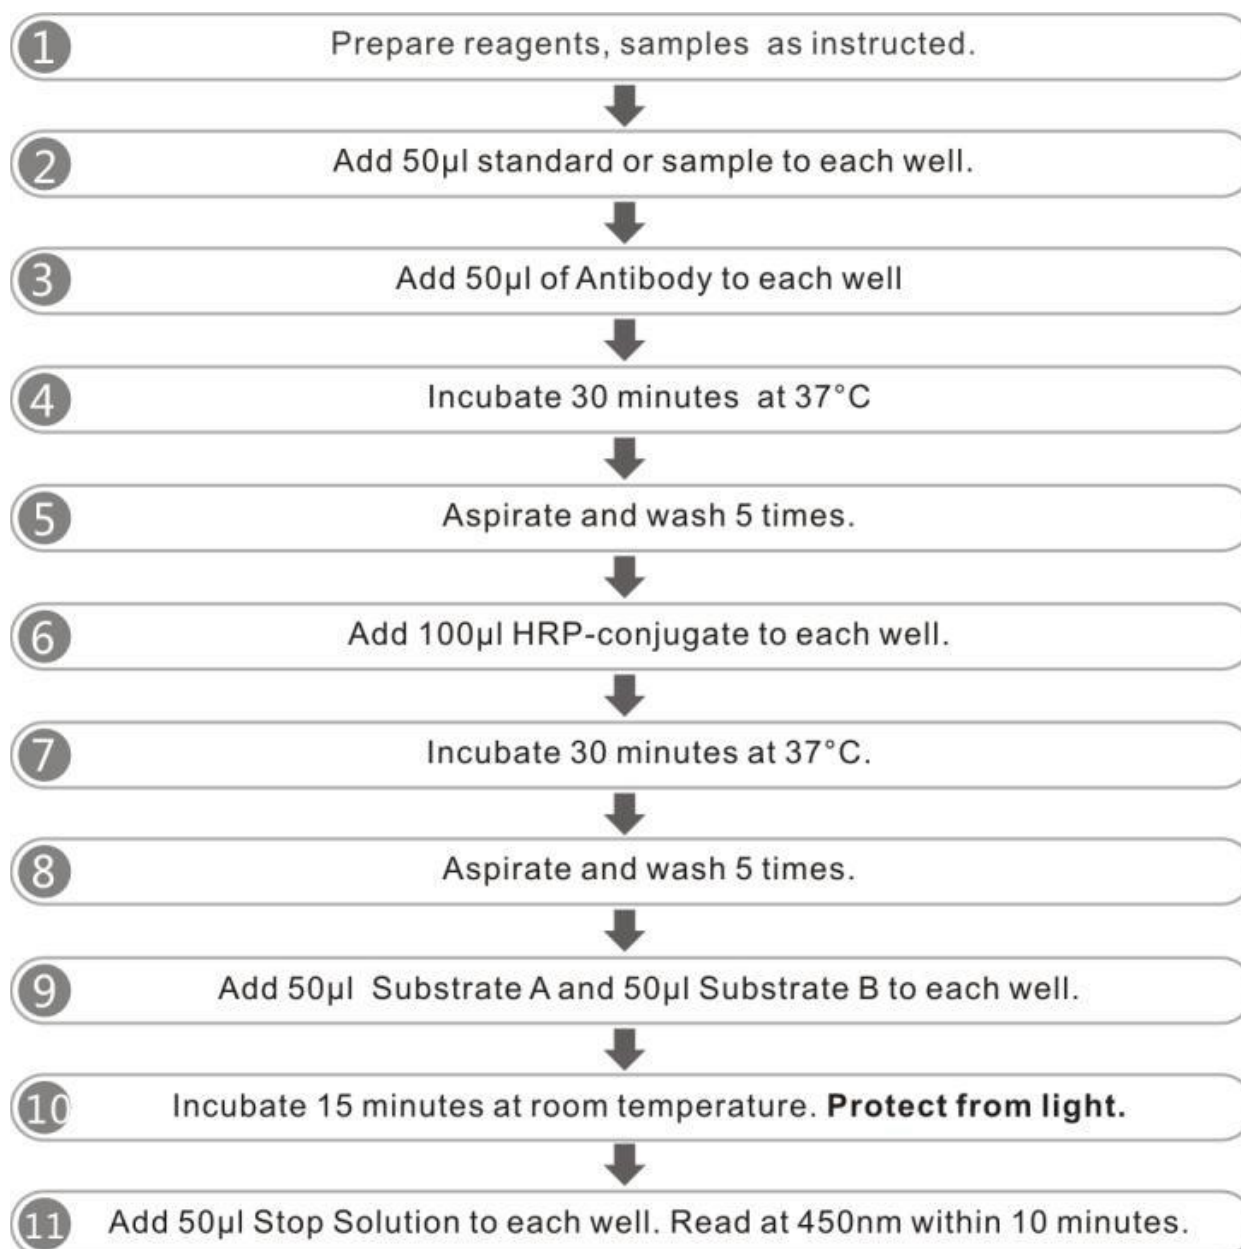 1 Prepare reagents, samples as instructed.
2 Add 50µl standard or sample to each well.
3 Add 50µl of Antibody to each well
4 Incubate 30 minutes at 37°C
5 Aspirate and wash 5 times.
6 Add 100µl HRP-conjugate to each well.
7 Incubate 30 minutes at 37°C.
8 Aspirate and wash 5 times.
9 Add 50µl Substrate A and 50µl Substrate B to each well.
10 Incubate 15 minutes at room temperature. Protect from light.
11 Add 50µl Stop Solution to each well. Read at 450nm within 10 minutes.